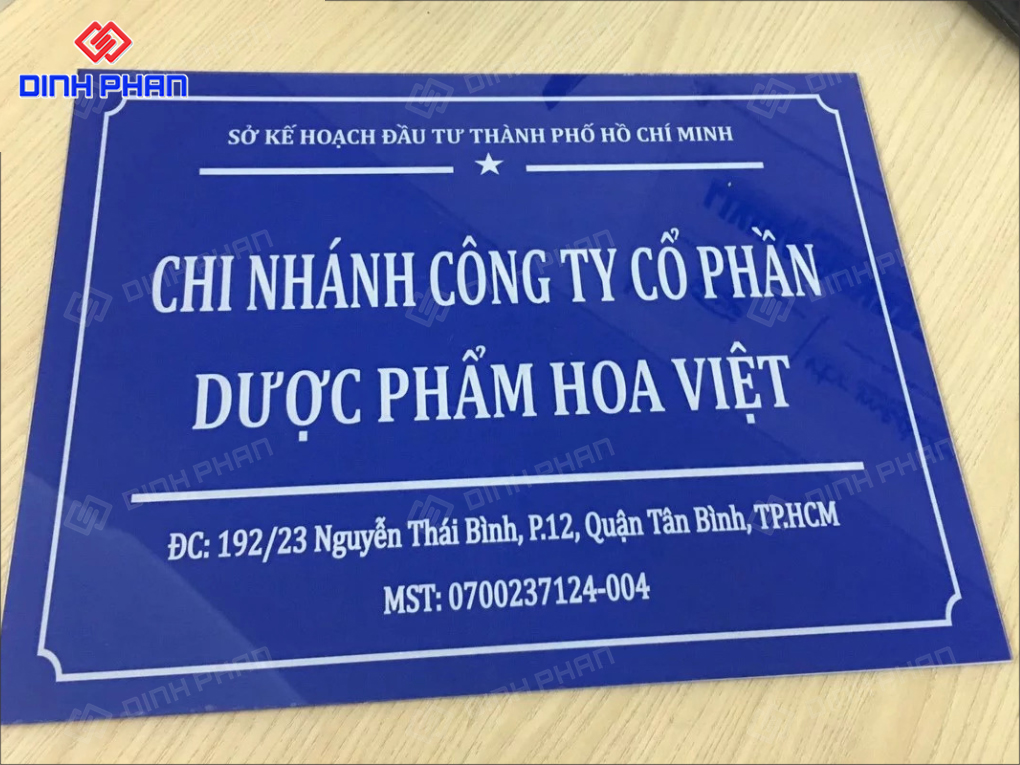 DINH PHAN
SỞ KẾ HOẠCH ĐẦU TƯ THÀNH PHỐ HỒ CHÍ MINH
CHI NHÁNH CÔNG TY CỔ PHẦN
DƯỢC PHẨM HOA VIỆT
ĐC: 192/23 Nguyễn Thái Bình, P.12, Quận Tân Bình, TP.HCM
MST: 0700237124-004